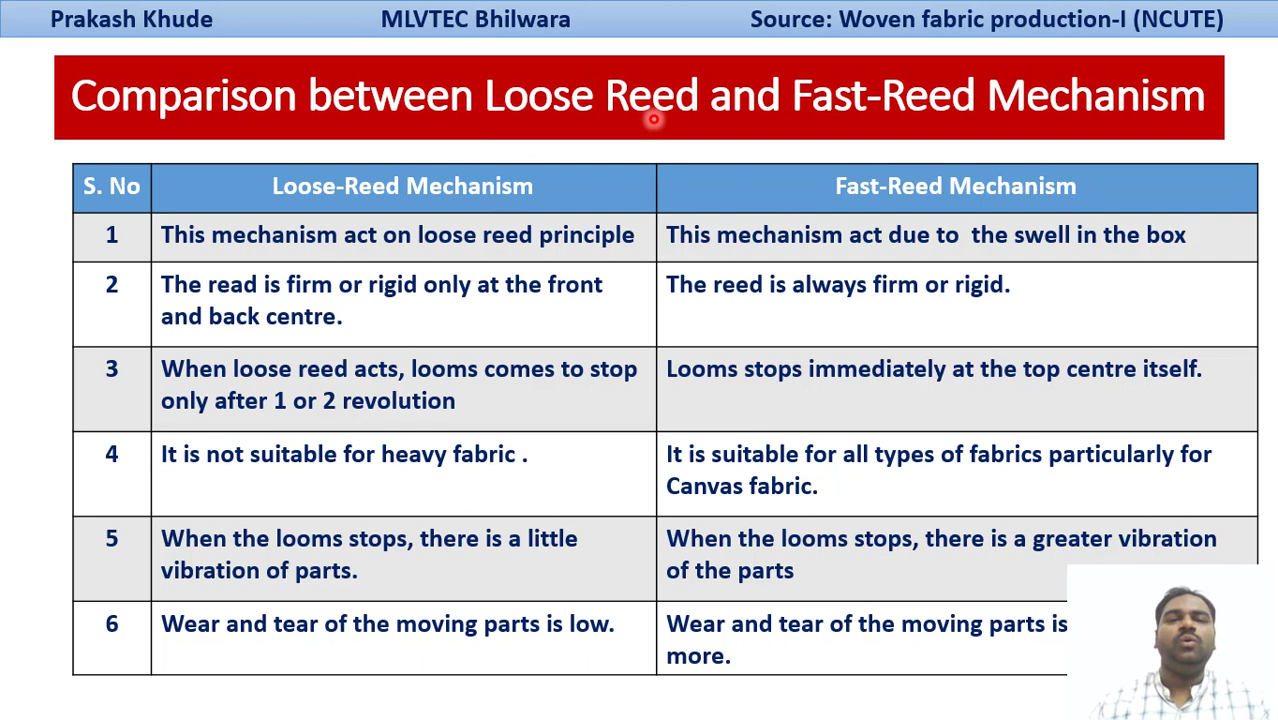 Prakash Khude MLVTEC Bhilwara Source: Woven fabric production-I (NCUTE)
Comparison between Loose Reed and Fast-Reed Mechanism
S. No Loose-Reed Mechanism Fast-Reed Mechanism
1 This mechanism act on loose reed principle This mechanism act due to the swell in the box
2 The read is firm or rigid only at the front The reed is always firm or rigid.
and back centre.
3 When loose reed acts, looms comes to stop Looms stops immediately at the top centre itself.
only after 1 or 2 revolution
4 It is not suitable for heavy fabric . It is suitable for all types of fabrics particularly for
Canvas fabric.
5 When the looms stops, there is a little When the looms stops, there is a greater vibration
vibration of parts. of the parts
6 Wear and tear of the moving parts is low. Wear and tear of the moving parts is
more.